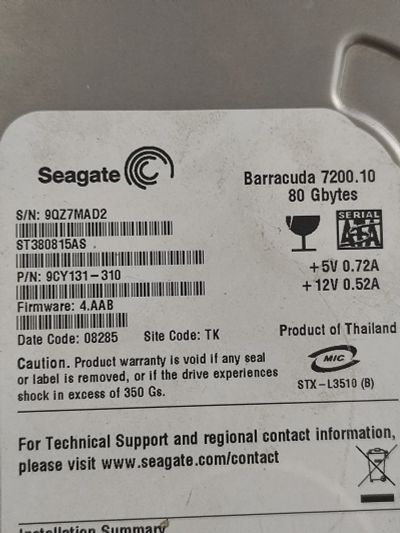 Seagate
Barracuda 7200.10
80 Gbytes
S/N: 9QZ7MAD2
ST380815AS
SERIAL
ATA
P/N: 9CY131-310
+5V 0.72A
+12V 0.52A
Firmware: 4.AAB
Date Code: 08285 Site Code: TK
Product of Thailand
Caution. Product warranty is void if any seal
or label is removed, or if the drive experiences
shock in excess of 350 Gs.
MIC
STX-L3510 (B)
For Technical Support and regional contact information,
please visit www.seagate.com/contact
Installation Summary